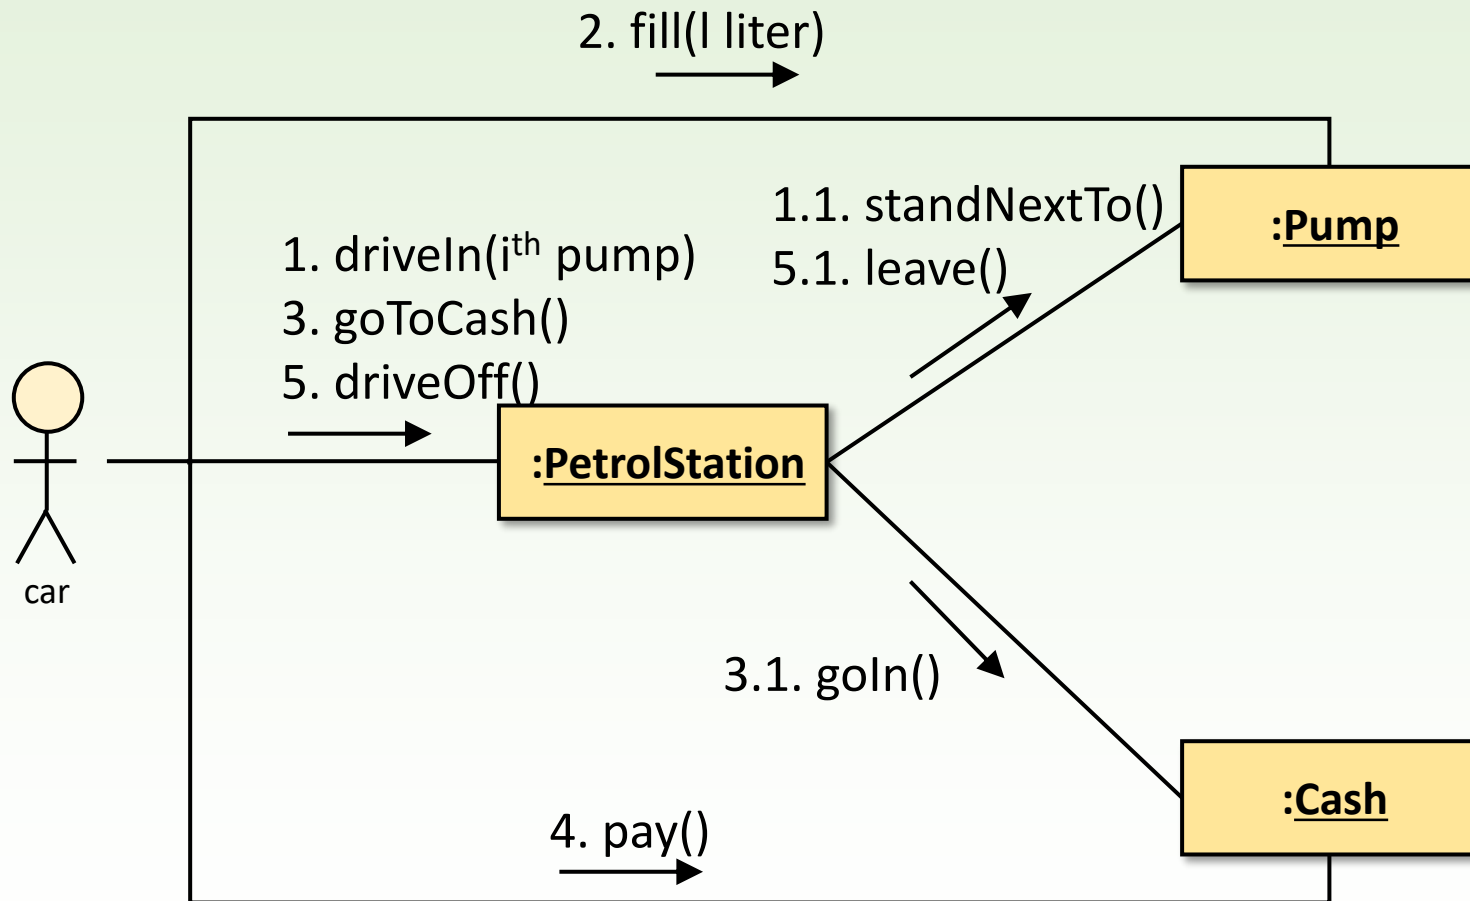 2. fill(l liter)
1.1. standNextTo()
5.1. leave()
:Pump
1. driveIn(iᵗʰ pump)
3. goToCash()
5. driveOff()
:PetrolStation
car
3.1. goIn()
:Cash
4. pay()